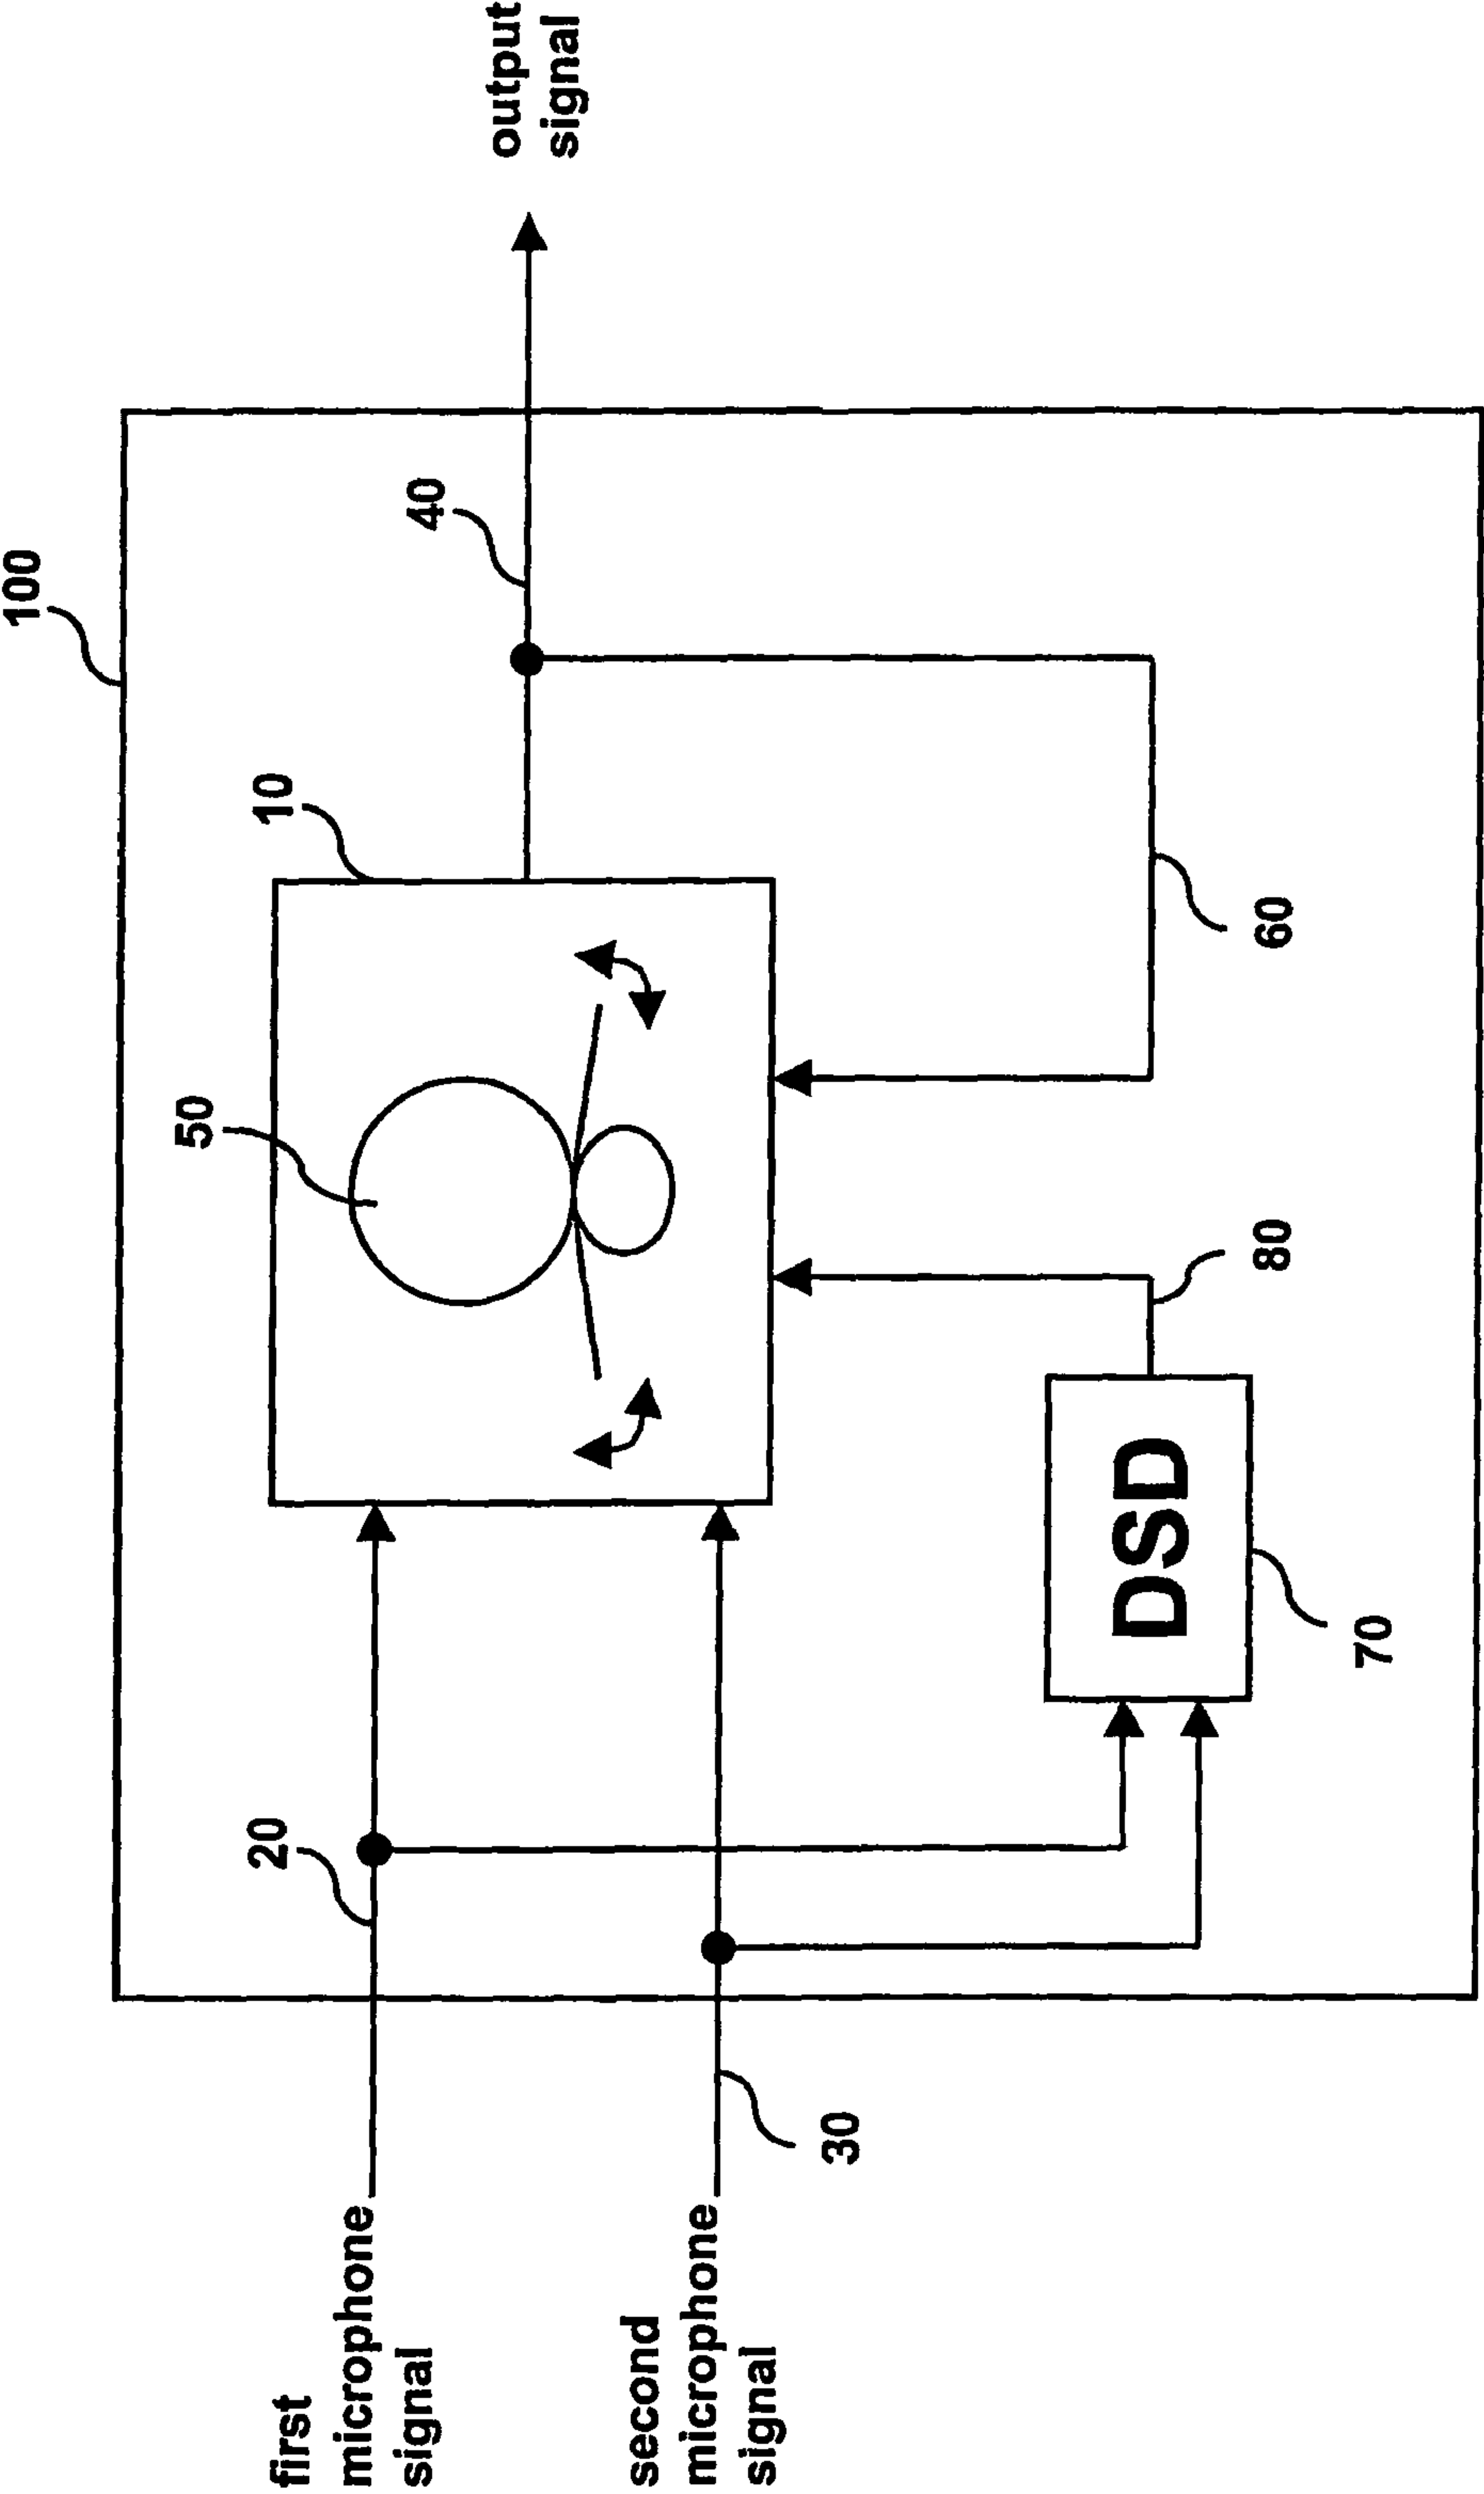 100
10
40
output
signal
50
20
first
microphone
signal
second
microphone
signal
30
DSD
70
80
60